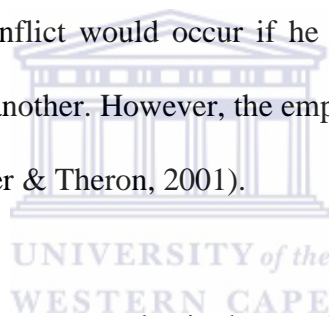 nflict would occur if he
another. However, the emp
er & Theron, 2001).
UNIVERSITY of the
WESTERN CAPE